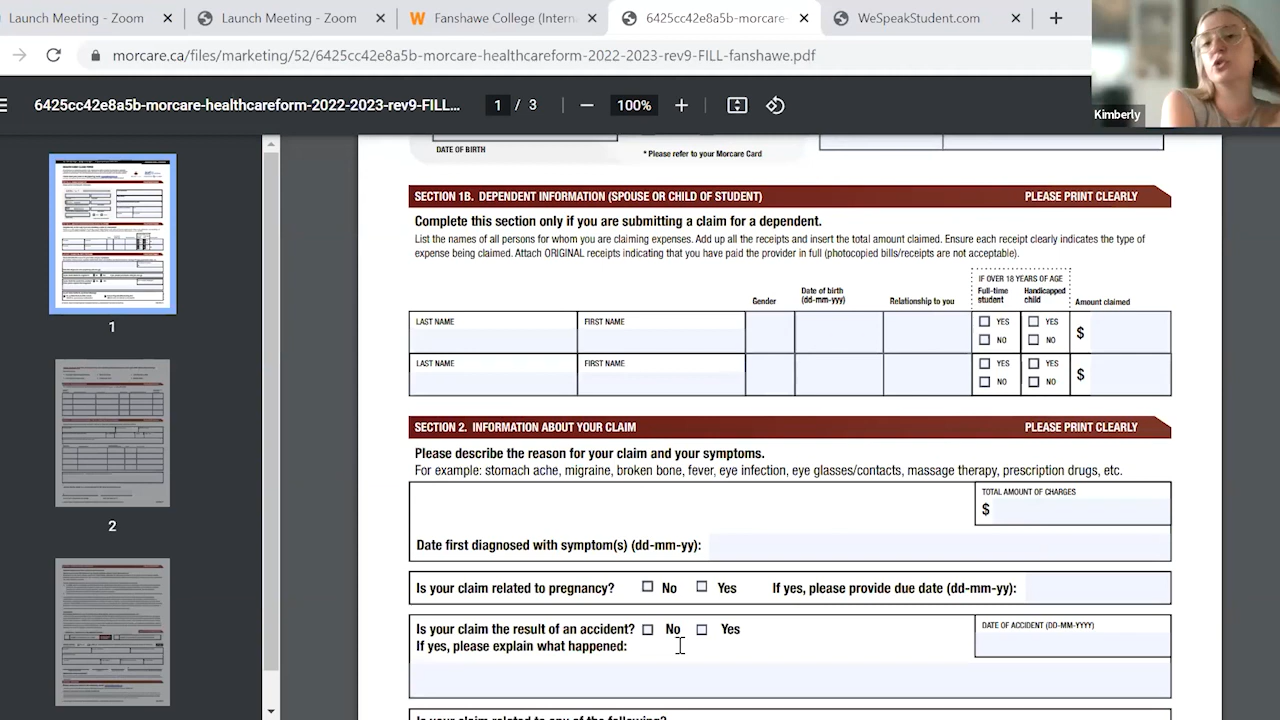 Launch Meeting - Zoom
Launch Meeting - Zoom
Fanshawe College (Intern
6425cc42e8a5b-morcare-
WeSpeakStudent.com
morcare.ca/files/marketing/52/6425cc42e8a5b-morcare-healthcareform-2022-2023-rev9-FILL-fanshawe.pdf
6425cc42e8a5b-morcare-healthcareform-2022-2023-rev9-FILL...
1 / 3
100%
Kimberly
DATE OF BIRTH
* Please refer to your Morcare Card
INFORMATION (SPOUSE OR CHILD OF STUDENT)
PLEASE PRINT CLEARLY
Complete this section only if you are submitting a claim for a dependent.
List the names of all persons for whom you are claiming expenses. Add up all the receipts and insert the total amount claimed. Ensure each receipt clearly indicates the type of
expense being claimed. Attach ORIGINAL receipts indicating that you have paid the provider in full (photocopied bills/receipts are not acceptable).
IF OVER 18 YEARS OF AGE
Gender
Date of birth
(dd-mm-yyy)
Relationship to you
Full-time
student
Handicapped
child
Amount claimed
LAST NAME
FIRST NAME
YES
NO
YES
NO
$
LAST NAME
FIRST NAME
YES
NO
YES
NO
$
SECTION 2. INFORMATION ABOUT YOUR CLAIM
PLEASE PRINT CLEARLY
Please describe the reason for your claim and your symptoms.
For example: stomach ache, migraine, broken bone, fever, eye infection, eye glasses/contacts, massage therapy, prescription drugs, etc.
TOTAL AMOUNT OF CHARGES
$
Date first diagnosed with symptom(s) (dd-mm-yy):
Is your claim related to pregnancy? No Yes If yes, please provide due date (dd-mm-yy):
Is your claim the result of an accident? No Yes
DATE OF ACCIDENT (DD-MM-YYYY)
If yes, please explain what happened:
Is your claim related to any of the following?
1
2